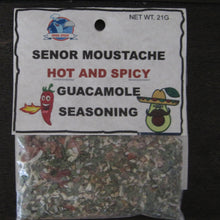 NET WT. 21G
SENOR MOUSTACHE
HOT AND SPICY
GUACAMOLE
SEASONING